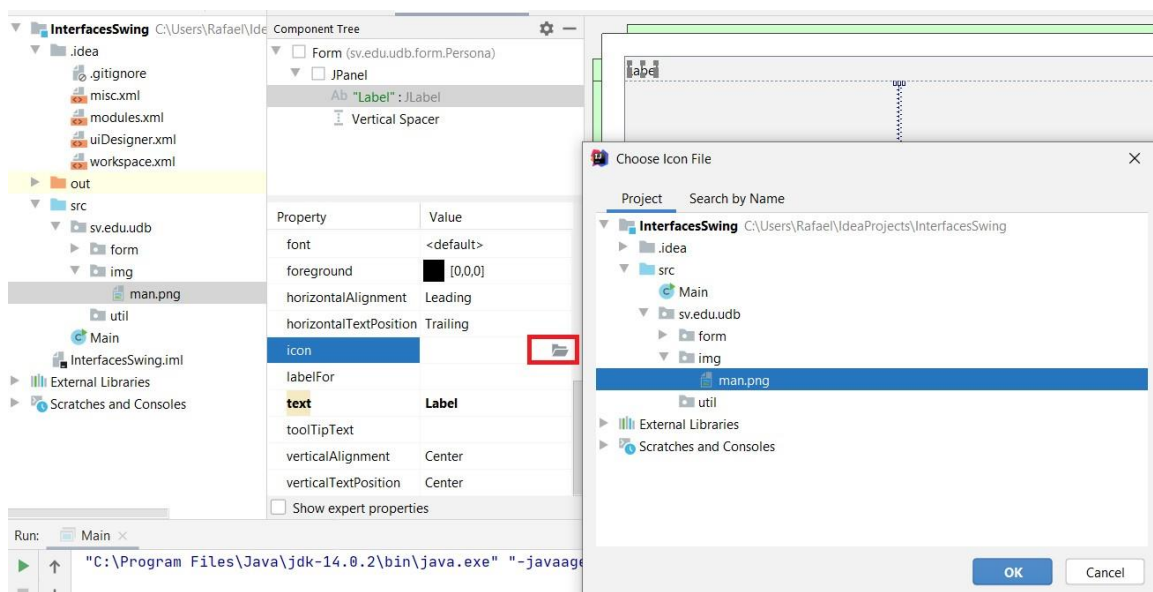 InterfacesSwing C:\Users\Rafael\Ide
.idea
.gitignore
misc.xml
modules.xml
uiDesigner.xml
workspace.xml
out
src
sv.edu.udb
form
img
man.png
util
Main
InterfacesSwing.iml
External Libraries
Scratches and Consoles
Component Tree
Form (sv.edu.udb.form.Persona)
JPanel
Ab "Label" : JLabel
Vertical Spacer
Property Value
font <default>
foreground [0,0,0]
horizontalAlignment Leading
horizontalTextPosition Trailing
icon
labelFor
text Label
toolTipText
verticalAlignment Center
verticalTextPosition Center
Show expert properties
Label
Choose Icon File
Project Search by Name
InterfacesSwing C:\Users\Rafael\IdeaProjects\InterfacesSwing
.idea
src
Main
sv.edu.udb
form
img
man.png
util
External Libraries
Scratches and Consoles
OK Cancel
Run: Main
"C:\Program Files\Java\jdk-14.0.2\bin\java.exe" "-javaage